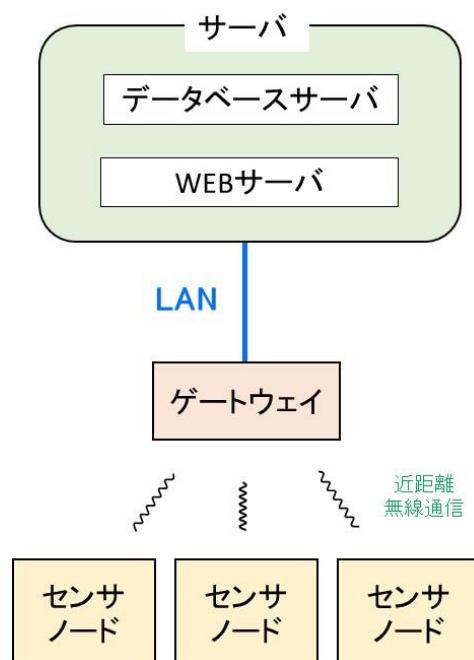 サーバ
データベースサーバ
WEBサーバ
LAN
ゲートウェイ
近距離
無線通信
センサ
ノード
センサ
ノード
センサ
ノード